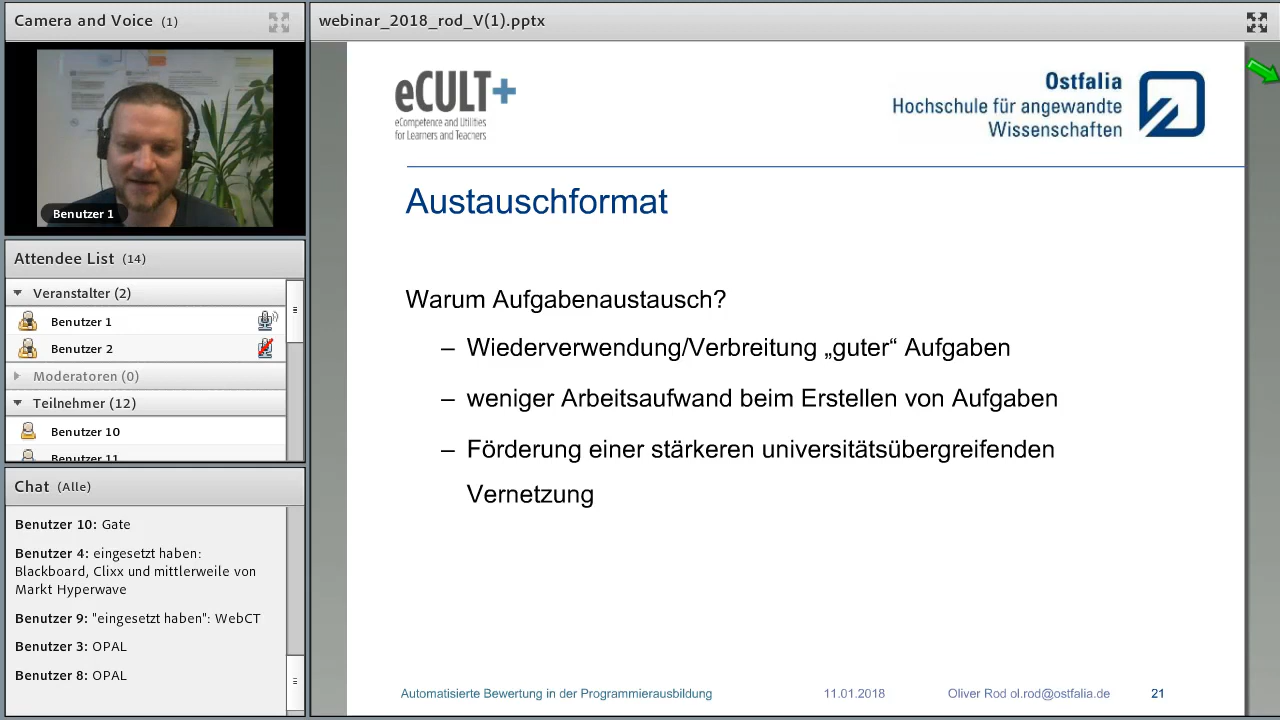 Camera and Voice (1)
Benutzer 1
Attendee List (14)
Veranstalter (2)
Benutzer 1
Benutzer 2
Moderatoren (0)
Teilnehmer (12)
Benutzer 10
Benutzer 11
Chat (Alle)
Benutzer 10: Gate
Benutzer 4: eingesetzt haben:
Blackboard, Clixx und mittlerweile von
Markt Hyperwave
Benutzer 9: "eingesetzt haben": WebCT
Benutzer 3: OPAL
Benutzer 8: OPAL
webinar_2018_rod_V(1).pptx
eCULT+
eCompetence and Utilities
for Learners and Teachers
Ostfalia
Hochschule für angewandte
Wissenschaften
Austauschformat
Warum Aufgabenaustausch?
– Wiederverwendung/Verbreitung „guter“ Aufgaben
– weniger Arbeitsaufwand beim Erstellen von Aufgaben
– Förderung einer stärkeren universitätsübergreifenden
Vernetzung
Automatisierte Bewertung in der Programmierausbildung 11.01.2018 Oliver Rod ol.rod@ostfalia.de 21